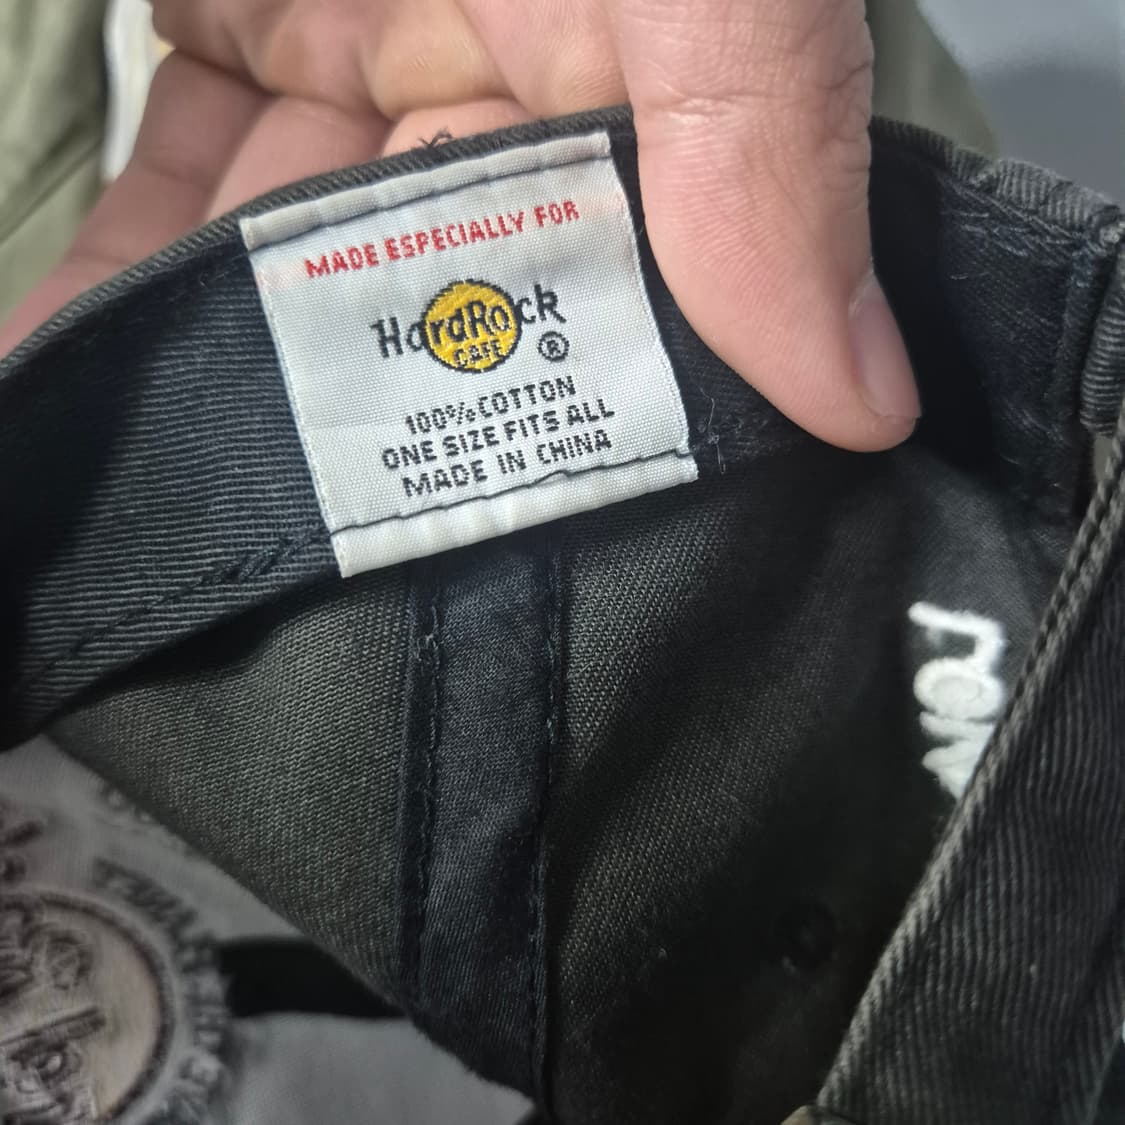 MADE ESPECIALLY FOR
HardRock
CAFE
®
100% COTTON
ONE SIZE FITS ALL
MADE IN CHINA